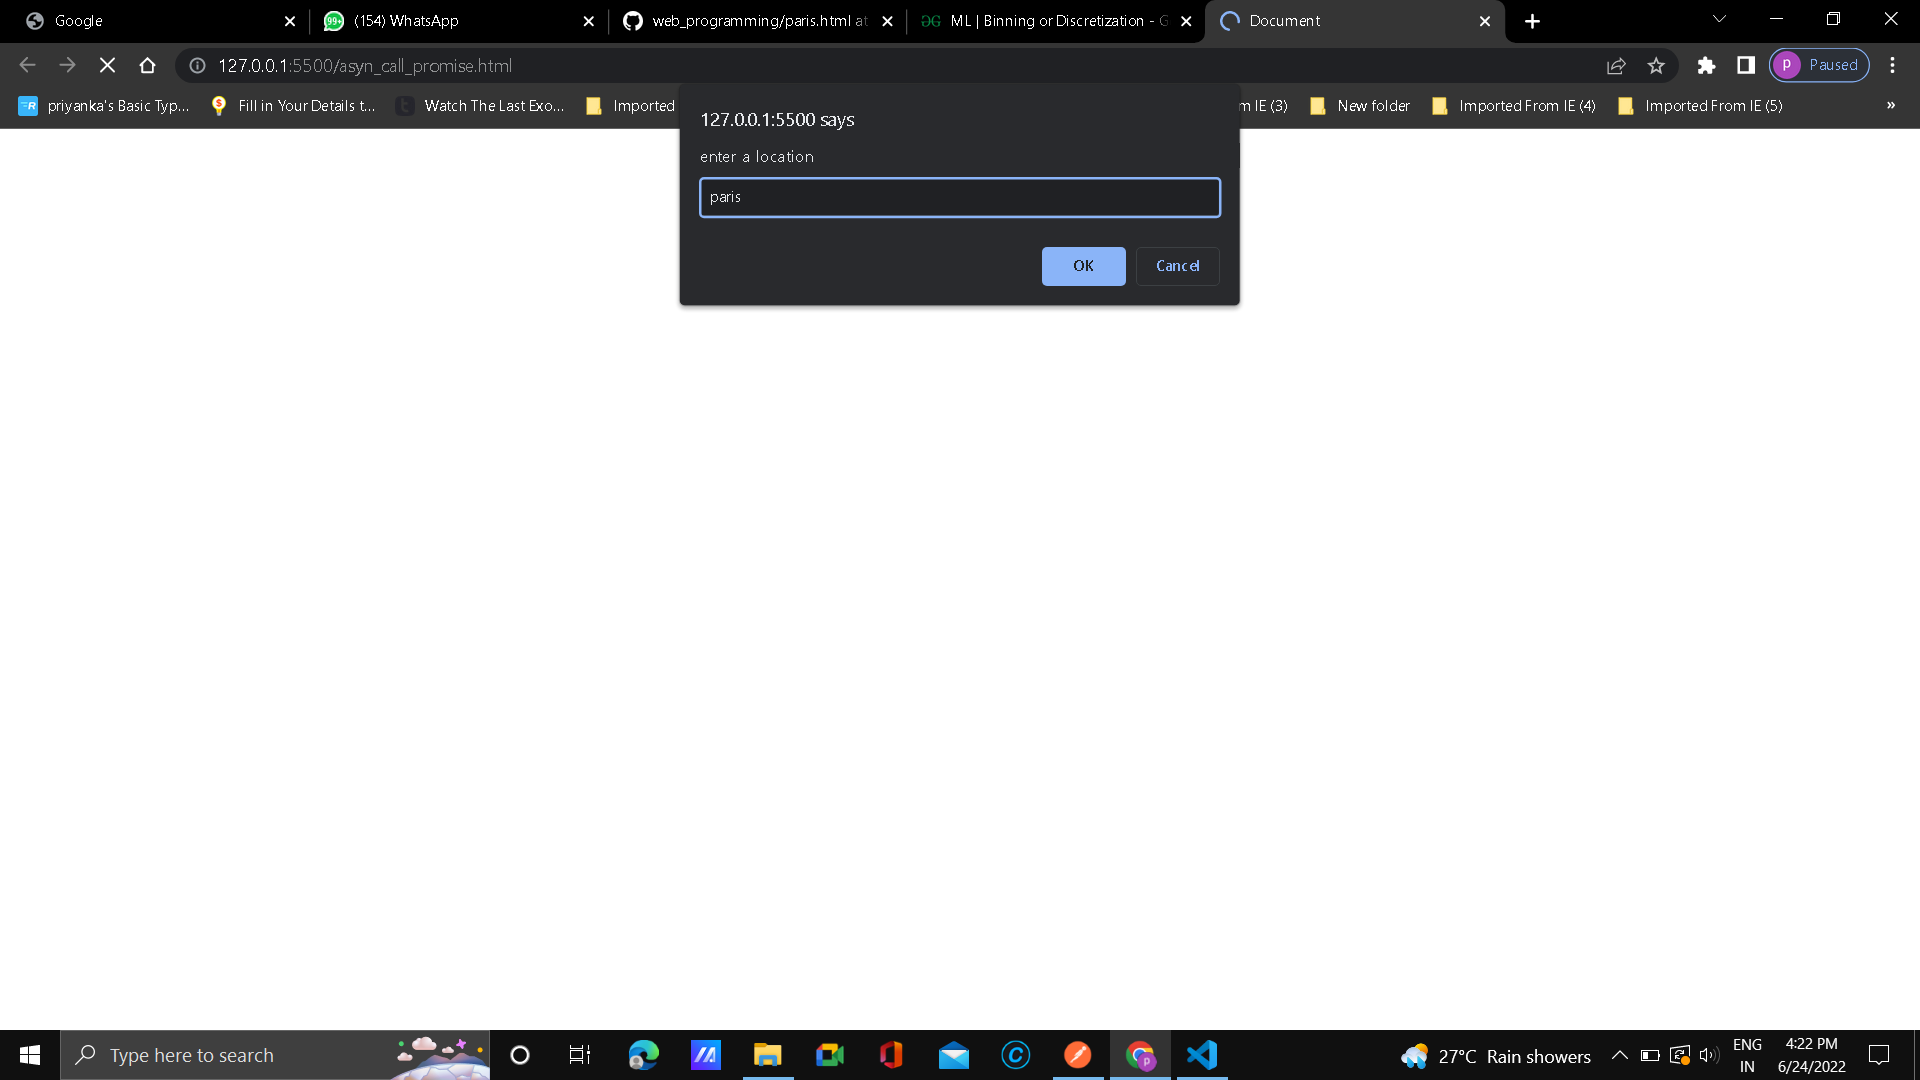 Google
(154) WhatsApp
web_programming/paris.html at
ML | Binning or Discretization - G
Document
127.0.0.1:5500/asyn_call_promise.html
P
Paused
priyanka's Basic Typ...
Fill in Your Details t...
Watch The Last Exo...
Imported
m IE (3)
New folder
Imported From IE (4)
Imported From IE (5)
»
127.0.0.1:5500 says
enter a location
paris
OK
Cancel
Type here to search
27°C Rain showers
ENG
IN
4:22 PM
6/24/2022